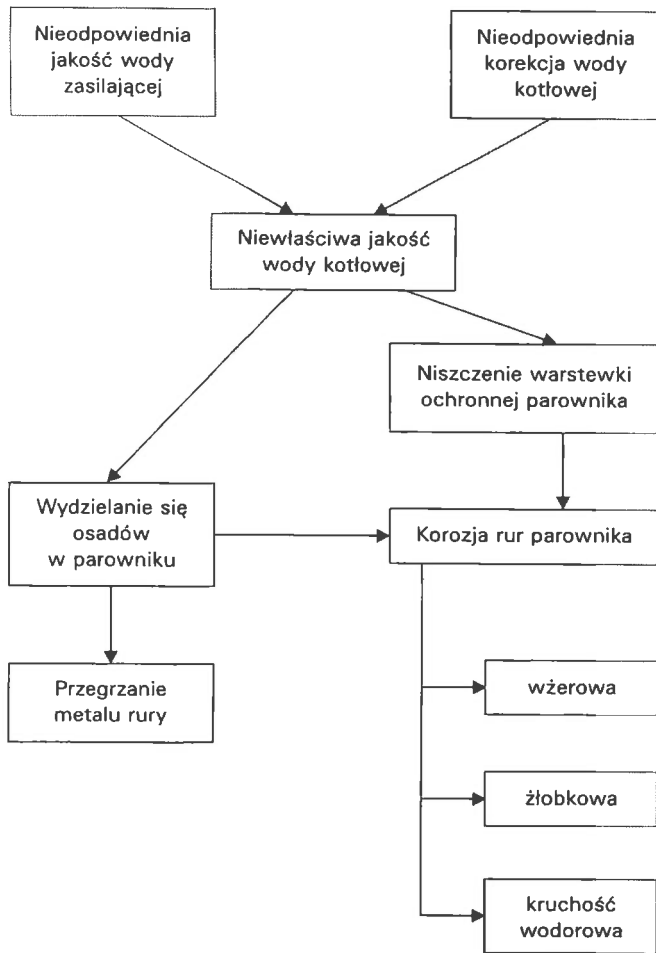 Nieodpowiednia
jakość wody
zasilającej
Nieodpowiednia
korekcja wody
kotłowej
Niewłaściwa jakość
wody kotłowej
Niszczenie warstewki
ochronnej parownika
Wydzielanie się
osadów
w parowniku
Korozja rur parownika
Przegrzanie
metalu rury
wżerowa
żłobkowa
kruchość
wodorowa